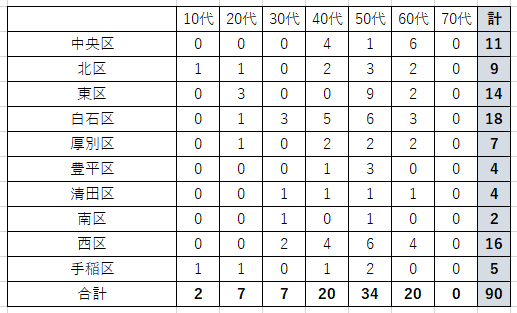 10代 20代 30代 40代 50代 60代 70代 計
中央区 0 0 0 4 1 6 0 11
北区 1 1 0 2 3 2 0 9
東区 0 3 0 0 9 2 0 14
白石区 0 1 3 5 6 3 0 18
厚別区 0 1 0 2 2 2 0 7
豊平区 0 0 0 1 3 0 0 4
清田区 0 0 1 1 1 1 0 4
南区 0 0 1 0 1 0 0 2
西区 0 0 2 4 6 4 0 16
手稲区 1 1 0 1 2 0 0 5
合計 2 7 7 20 34 20 0 90